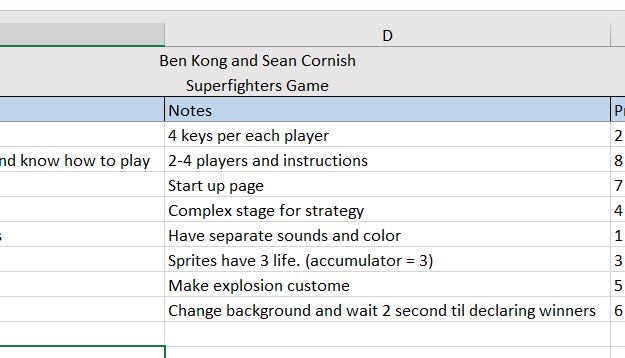 D
Ben Kong and Sean Cornish
Superfighters Game
Notes
4 keys per each player 2
nd know how to play 2-4 players and instructions 8
Start up page 7
Complex stage for strategy 4
Have separate sounds and color 1
Sprites have 3 life. (accumulator = 3) 3
Make explosion custome 5
Change background and wait 2 second til declaring winners 6